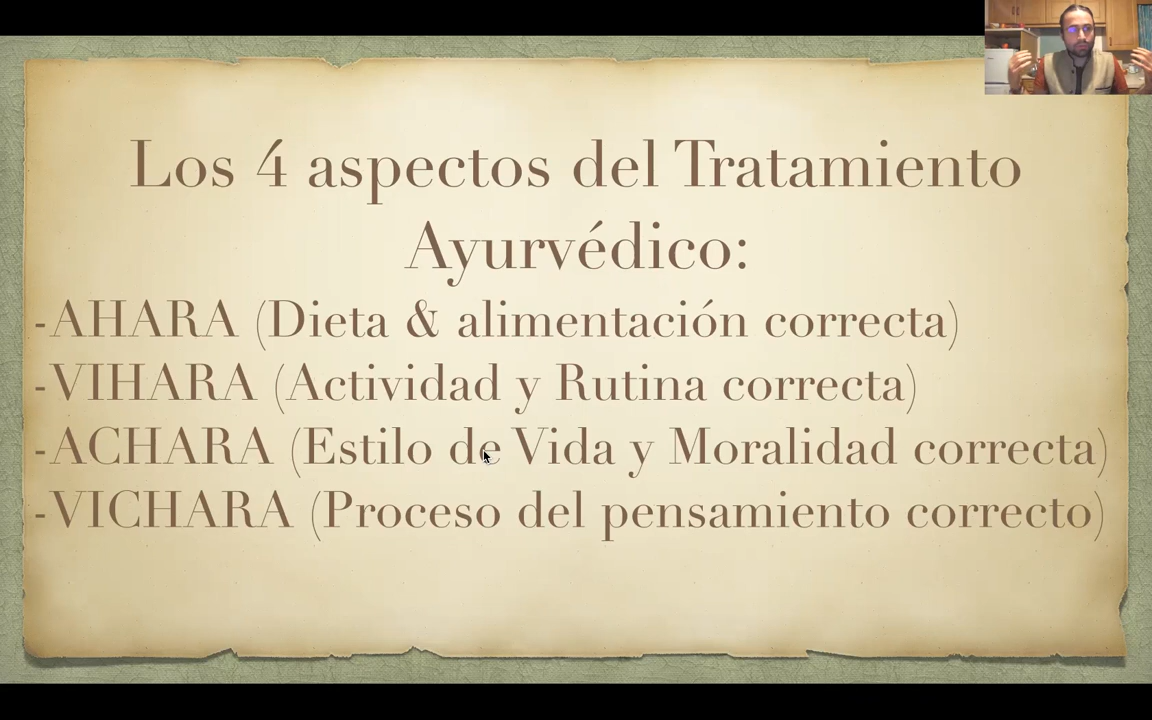 Los 4 aspectos del Tratamiento
Ayurvédico:
-AHARA (Dieta & alimentación correcta)
-VIHARA (Actividad y Rutina correcta)
-ACHARA (Estilo de Vida y Moralidad correcta)
-VICHARA (Proceso del pensamiento correcto)